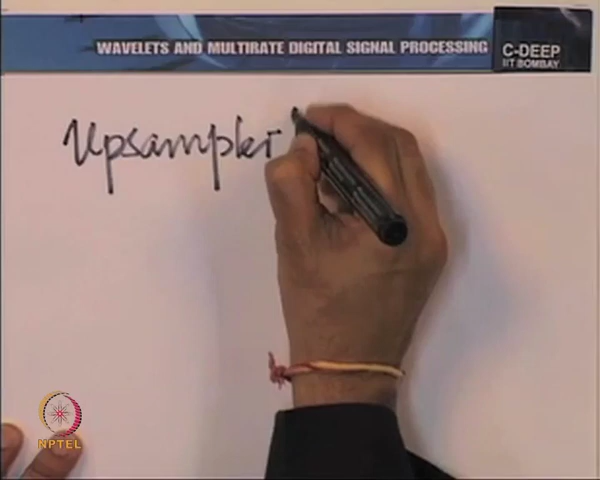 WAVELETS AND MULTIRATE DIGITAL SIGNAL PROCESSING
C-DEEP
IIT BOMBAY
Upsampler
NPTEL